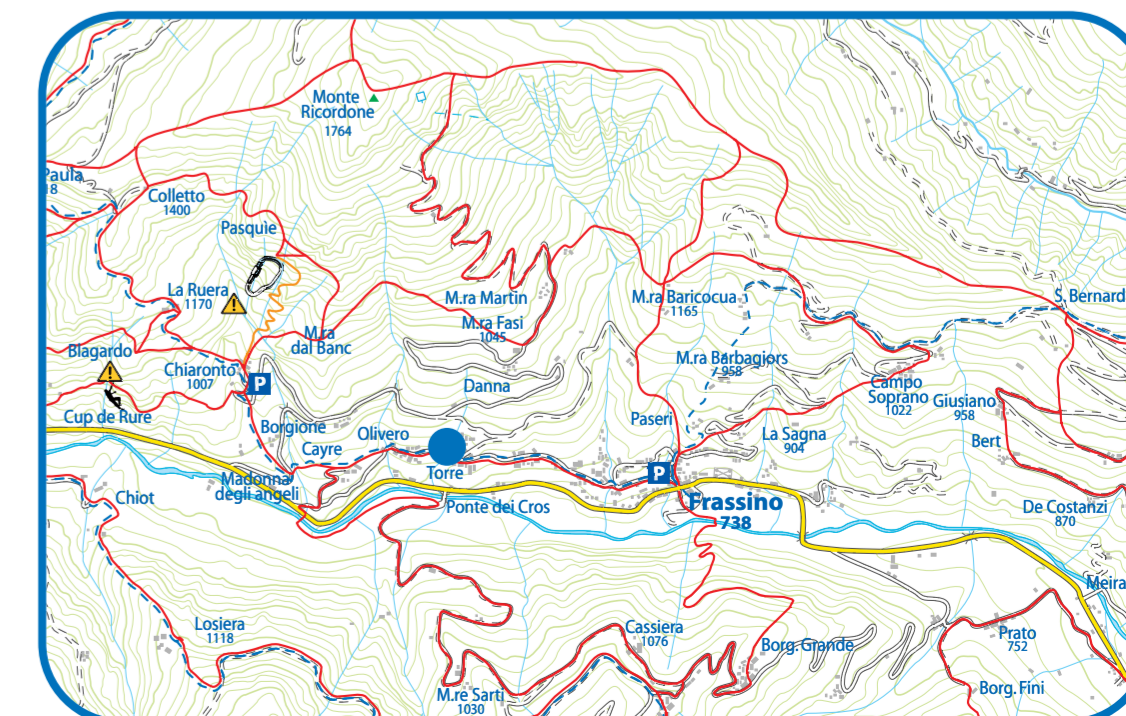 Monte
Ricordone
1764
Paula
18
Colletto
1400
Pasquie
La Ruera
1170
M.ra Martin
M.ra Baricocua
1165
S. Bernard
M.ra Fasi
1045
M.ra
dal Banc
Blagardo
Chiaronto
1007
P
M.ra Barbagiors
958
Danna
Campo
Soprano
1022
Giusiano
958
Cup de Rure
Borgione
Paseri
Olivero
La Sagna
904
Bert
Cayre
Torre
P
Madonna
degli angeli
Chiot
Ponte dei Cros
Frassino
738
De Costanzi
870
Meira
Losiera
1118
Cassiera
1076
Borg. Grande
Prato
752
M.re Sarti
1030
Borg. Fini